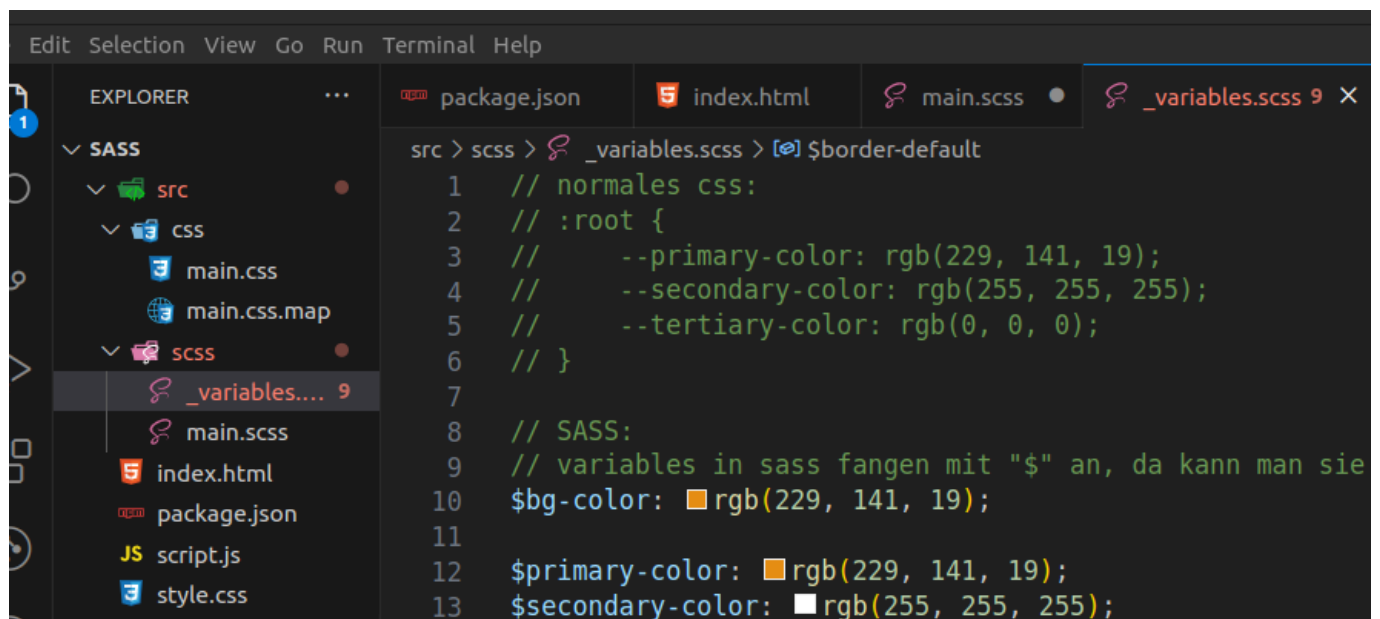 Edit Selection View Go Run Terminal Help
EXPLORER ···
package.json
index.html
main.scss
_variables.scss 9
1
SASS
src > scss > _variables.scss > $border-default
src
css
main.css
main.css.map
scss
_variables.... 9
main.scss
index.html
package.json
JS script.js
style.css
1 // normales css:
2 // :root {
3 //     --primary-color: rgb(229, 141, 19);
4 //     --secondary-color: rgb(255, 255, 255);
5 //     --tertiary-color: rgb(0, 0, 0);
6 // }
7
8 // SASS:
9 // variables in sass fangen mit "$" an, da kann man sie
10 $bg-color: rgb(229, 141, 19);
11
12 $primary-color: rgb(229, 141, 19);
13 $secondary-color: rgb(255, 255, 255);